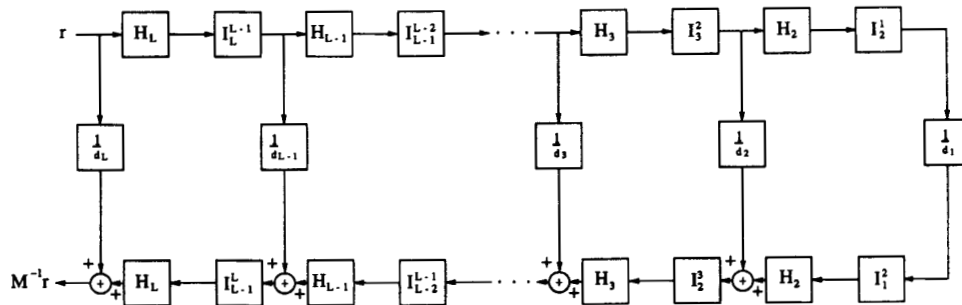 r H_L I_L^{L-1} H_{L-1} I_{L-1}^{L-2} · · · H_3 I_3^2 H_2 I_2^1
1/d_L 1/d_{L-1} 1/d_3 1/d_2 1/d_1
+ + + +
M^{-1}r + + H_L I_{L-1}^L + + H_{L-1} I_{L-2}^{L-1} · · · + + H_3 I_2^3 + + H_2 I_1^2